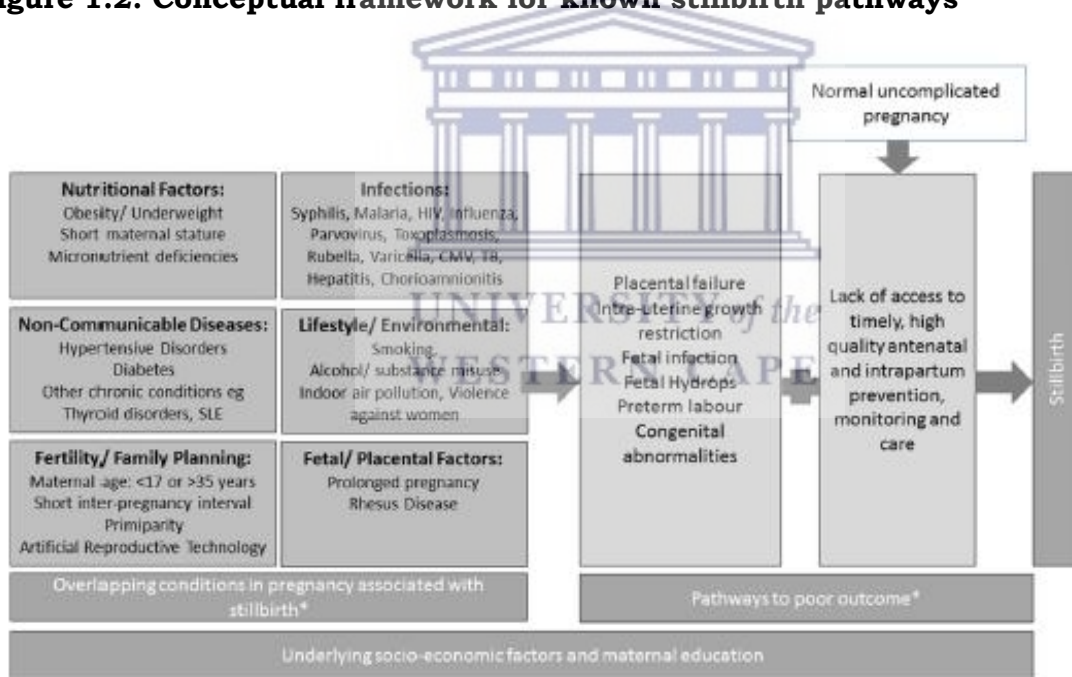 igure 1.2: Conceptual framework for known stillbirth pathways
Normal uncomplicated
pregnancy
Nutritional Factors:
Obesity/ Underweight
Short maternal stature
Micronutrient deficiencies
Infections:
Syphilis, Malaria, HIV, Influenza,
Parvovirus, Toxoplasmosis,
Rubella, Varicella, CMV, TB,
Hepatitis, Chorioamnionitis
Non-Communicable Diseases:
Hypertensive Disorders
Diabetes
Other chronic conditions eg
Thyroid disorders, SLE
Lifestyle/ Environmental:
Smoking,
Alcohol/ substance misuse
Indoor air pollution, Violence
against women
Fertility/ Family Planning:
Maternal age: <17 or >35 years
Short inter-pregnancy interval
Primiparity
Artificial Reproductive Technology
Fetal/ Placental Factors:
Prolonged pregnancy
Rhesus Disease
Placental failure
Intra-uterine growth
restriction
Fetal infection
Fetal Hydrops
Preterm labour
Congenital
abnormalities
Lack of access to
timely, high
quality antenatal
and intrapartum
prevention,
monitoring and
care
Stillbirth
Overlapping conditions in pregnancy associated with
stillbirth*
Pathways to poor outcome*
Underlying socio-economic factors and maternal education
UNIVERSITY of the
WESTERN CAPE